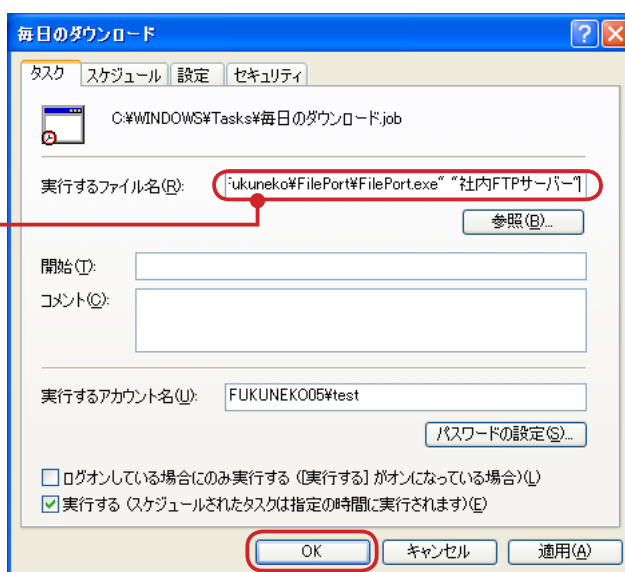 毎日のダウンロード
タスク スケジュール 設定 セキュリティ
C:¥WINDOWS¥Tasks¥毎日のダウンロード.job
実行するファイル名(R): ukuneko¥FilePort¥FilePort.exe" "社内FTPサーバー"
参照(B)...
開始(T):
コメント(C):
実行するアカウント名(U): FUKUNEKO05¥test
パスワードの設定(S)...
ログオンしている場合にのみ実行する ([実行する] がオンになっている場合)(L)
実行する (スケジュールされたタスクは指定の時間に実行されます)(E)
OK キャンセル 適用(A)